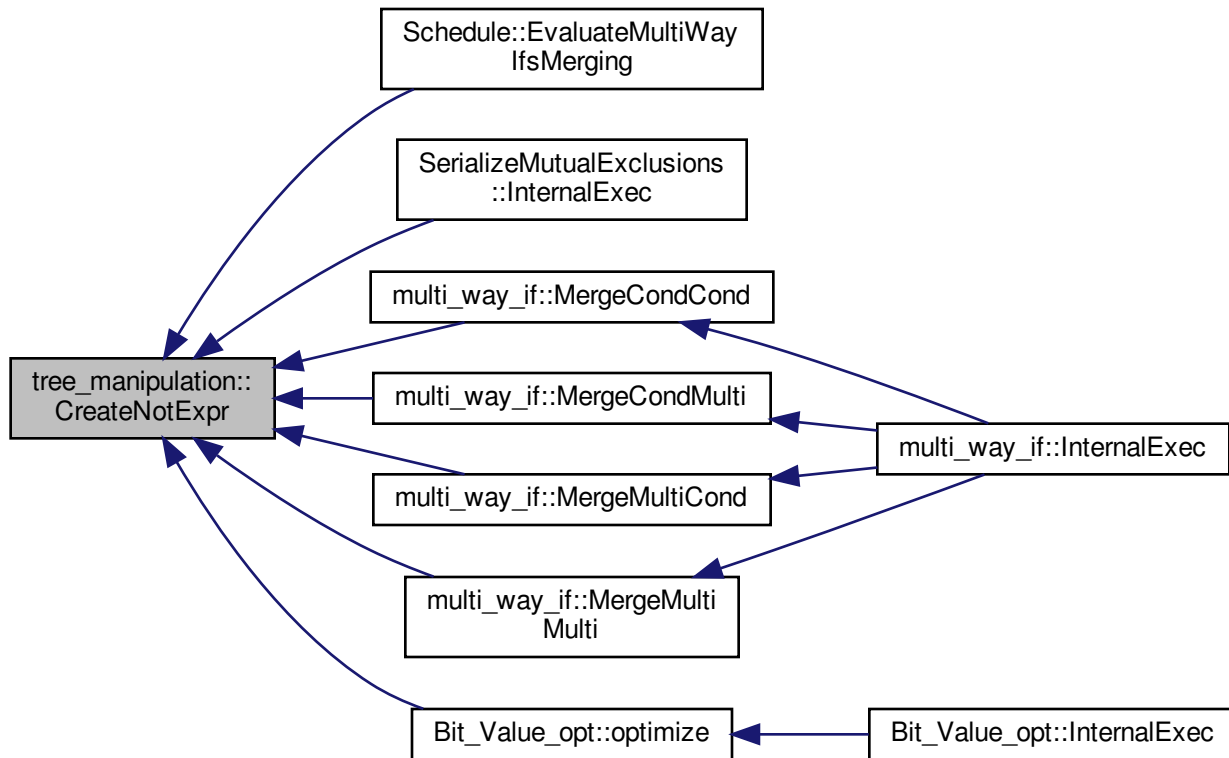 Schedule::EvaluateMultiWay
IfsMerging
SerializeMutualExclusions
::InternalExec
multi_way_if::MergeCondCond
tree_manipulation::
CreateNotExpr
multi_way_if::MergeCondMulti
multi_way_if::InternalExec
multi_way_if::MergeMultiCond
multi_way_if::MergeMulti
Multi
Bit_Value_opt::optimize
Bit_Value_opt::InternalExec